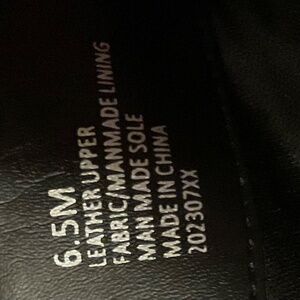 6.5M
LEATHER UPPER
FABRIC/MANMADE LINING
MAN MADE SOLE
MADE IN CHINA
202307XX